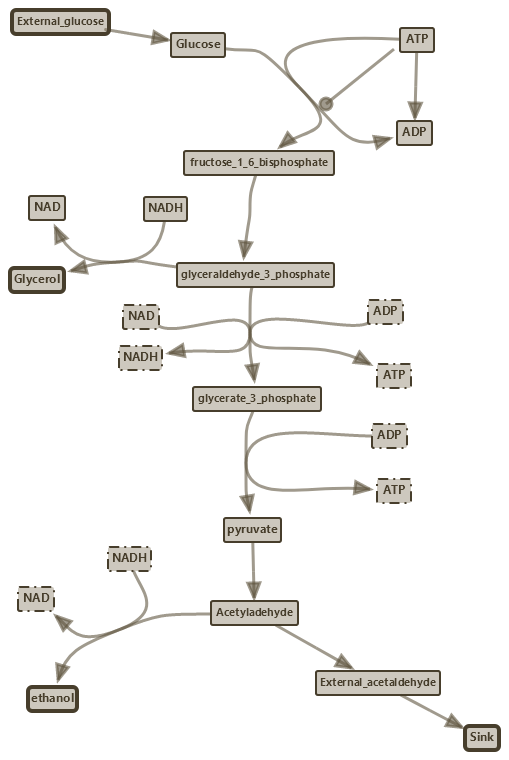 External_glucose
Glucose
ATP
ADP
fructose_1_6_bisphosphate
NAD
NADH
Glycerol
glyceraldehyde_3_phosphate
NAD
ADP
NADH
ATP
glycerate_3_phosphate
ADP
ATP
pyruvate
NADH
NAD
Acetyladehyde
External_acetaldehyde
ethanol
Sink